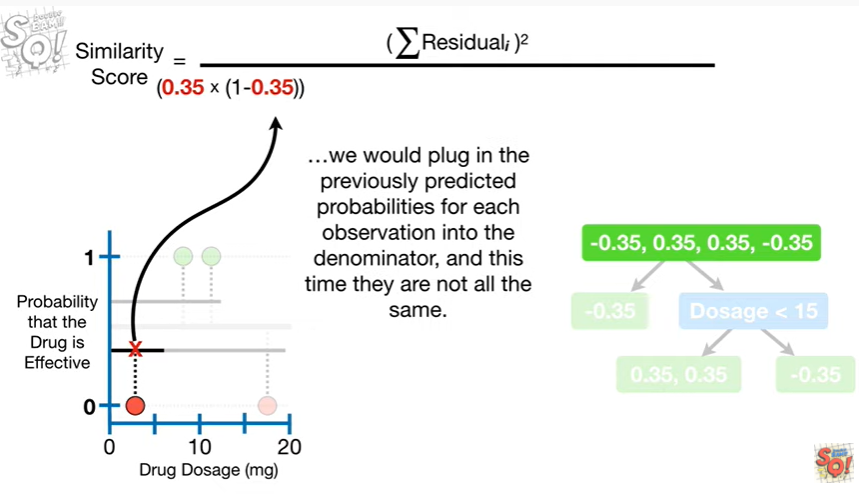 SQ!
Similarity
Score
=
(∑Residualᵢ )²
(0.35 x (1-0.35))
…we would plug in the
previously predicted
probabilities for each
observation into the
denominator, and this
time they are not all the
same.
1
Probability
that the
Drug is
Effective
0
0
10
20
Drug Dosage (mg)
-0.35, 0.35, 0.35, -0.35
-0.35
Dosage < 15
0.35, 0.35
-0.35
SQ!